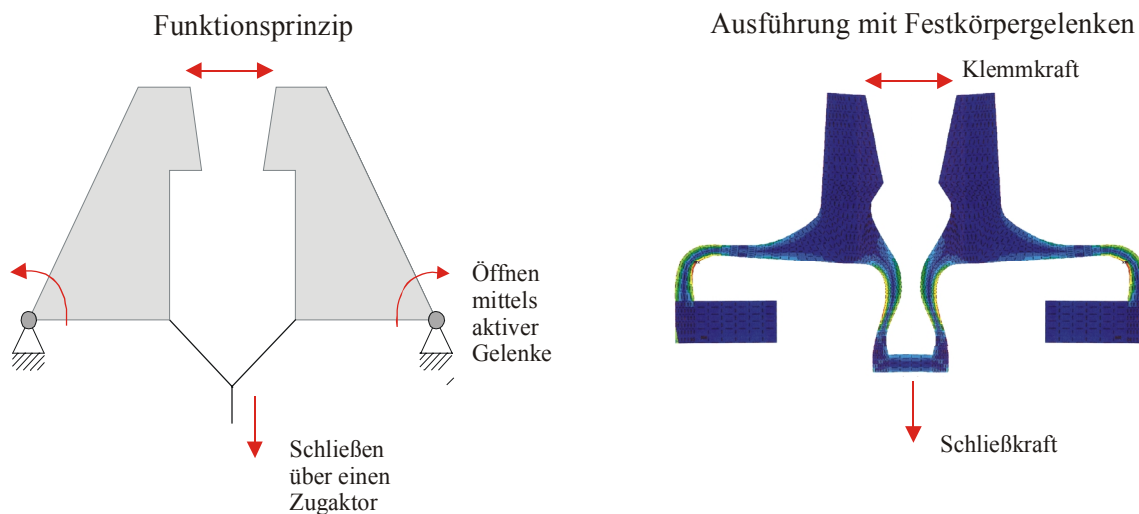 Funktionsprinzip
Ausführung mit Festkörpergelenken
Klemmkraft
Öffnen
mittels
aktiver
Gelenke
Schließen
über einen
Zugaktor
Schließkraft